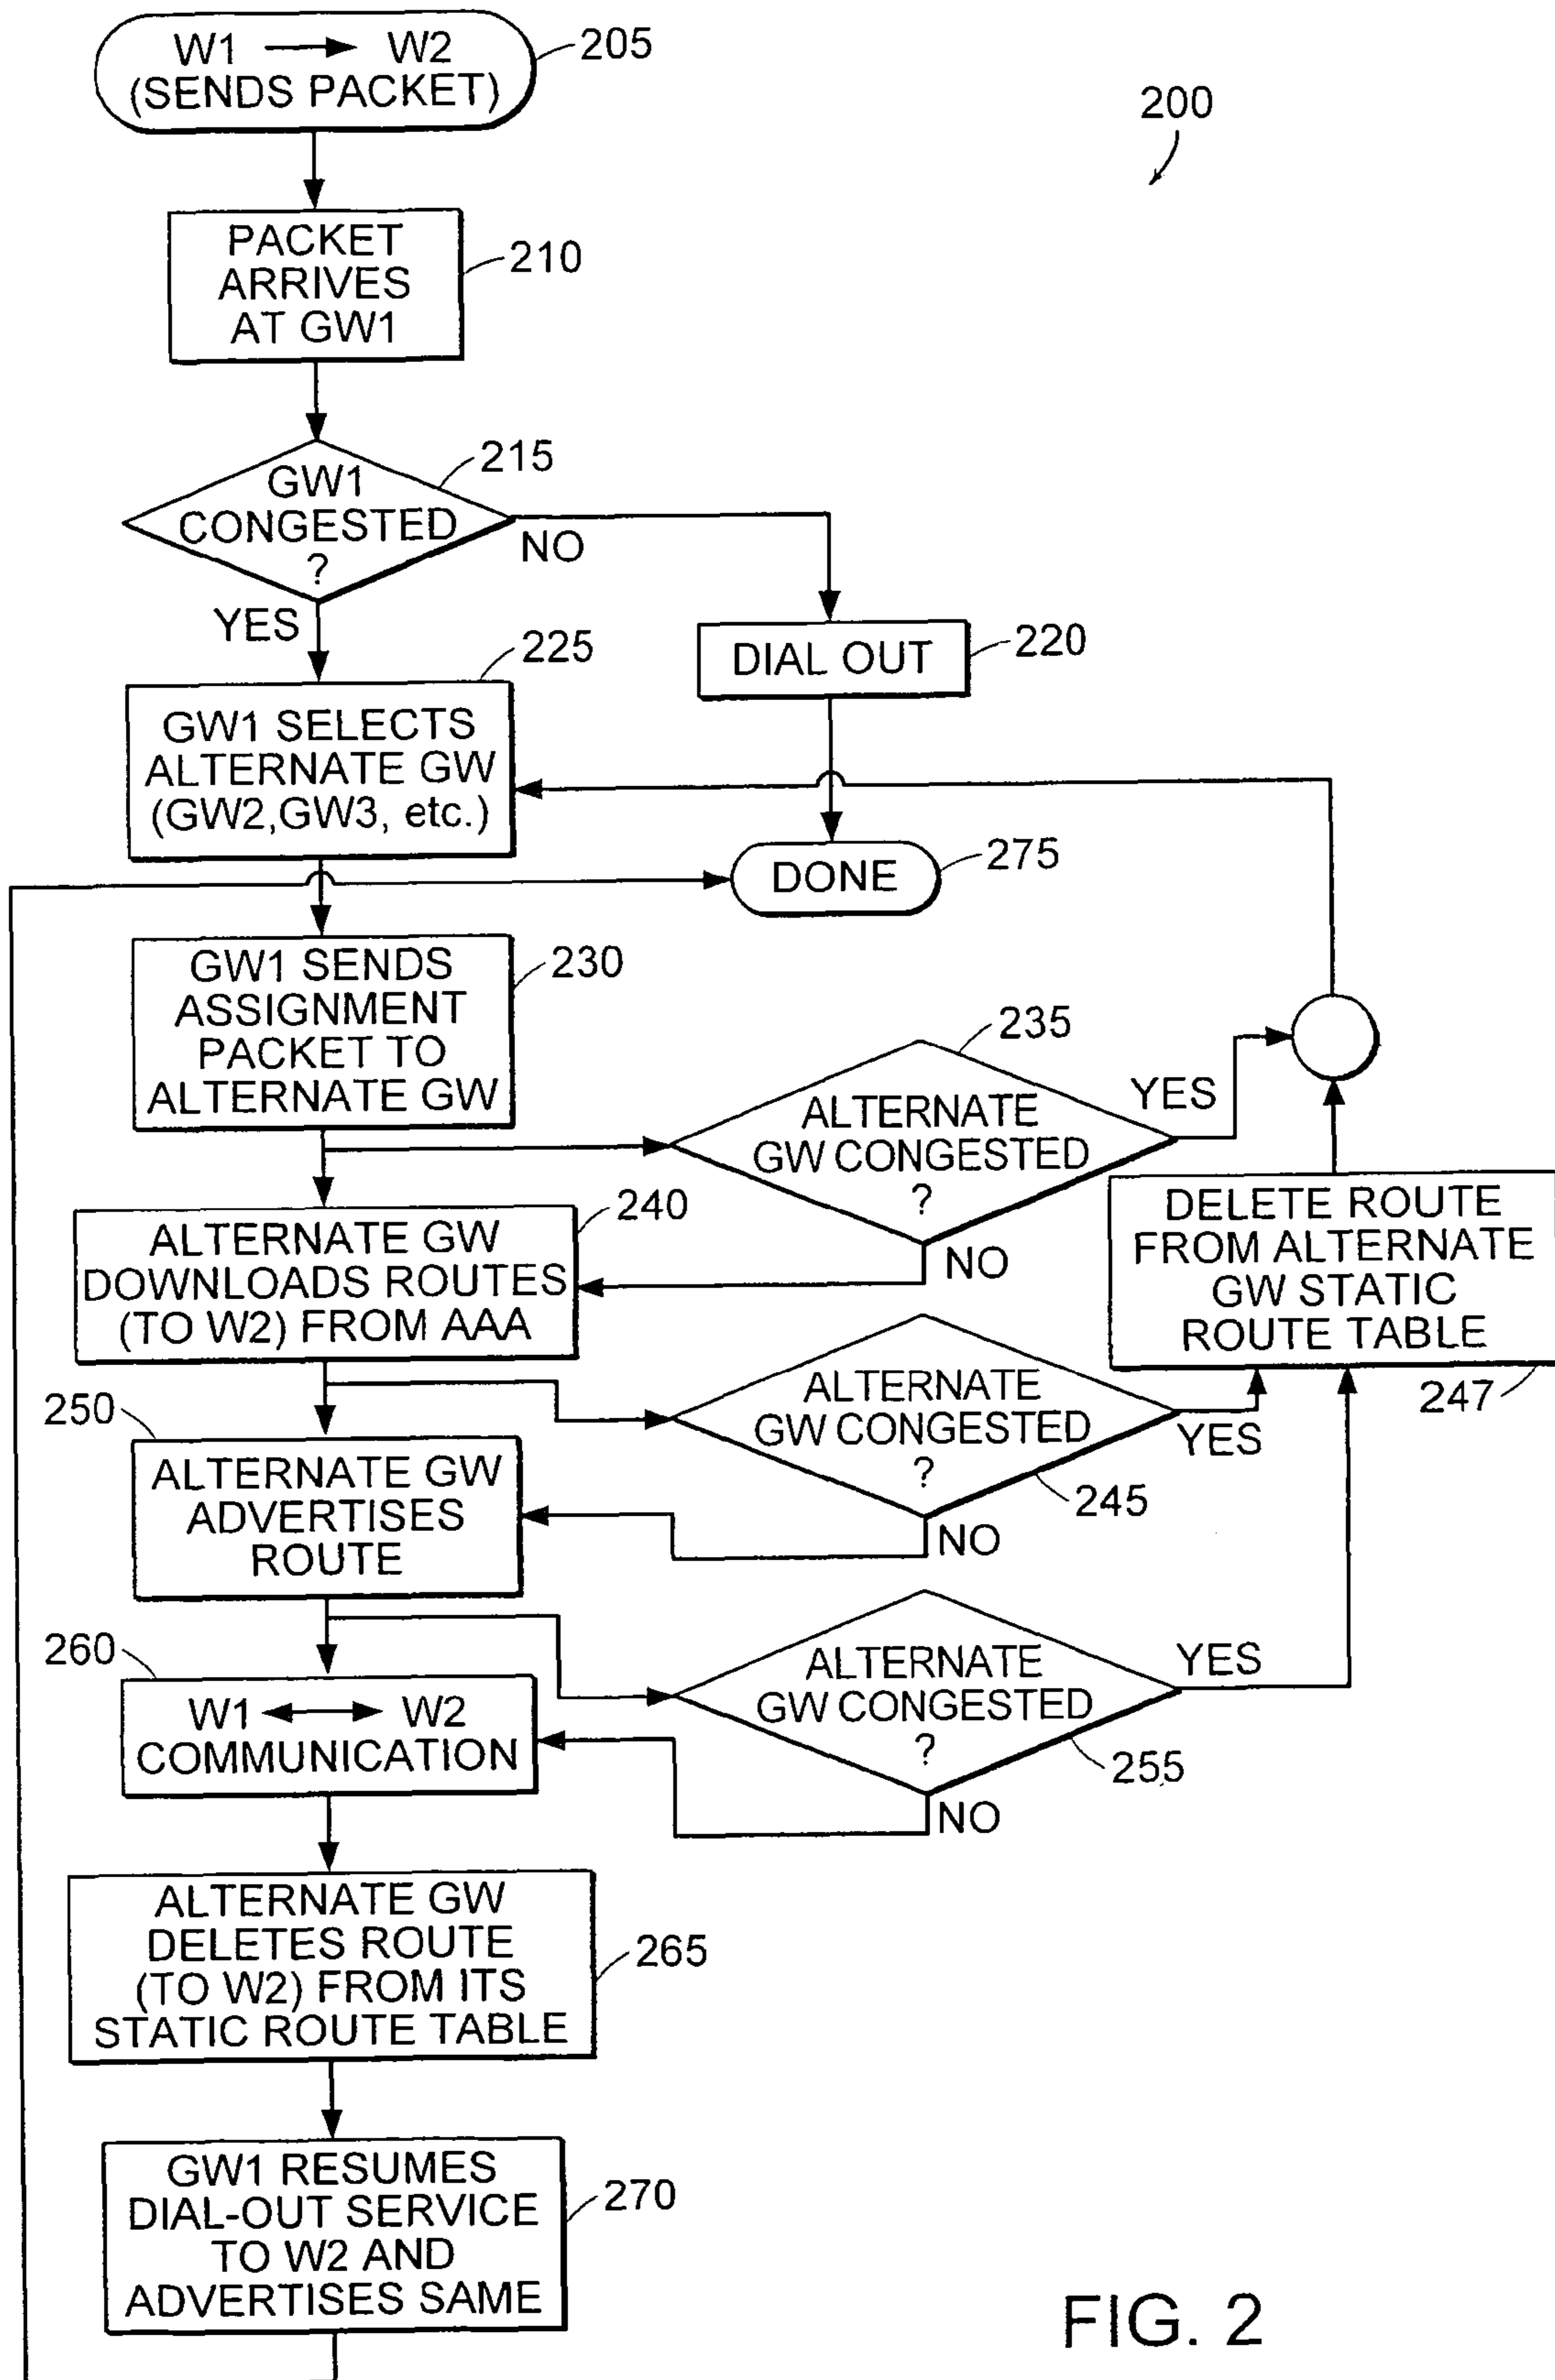 W1 → W2
(SENDS PACKET)
205
200
PACKET
ARRIVES
AT GW1
210
GW1
CONGESTED
?
215
NO
YES
DIAL OUT
220
225
GW1 SELECTS
ALTERNATE GW
(GW2,GW3, etc.)
DONE
275
GW1 SENDS
ASSIGNMENT
PACKET TO
ALTERNATE GW
230
235
ALTERNATE
GW CONGESTED
?
YES
NO
240
ALTERNATE GW
DOWNLOADS ROUTES
(TO W2) FROM AAA
DELETE ROUTE
FROM ALTERNATE
GW STATIC
ROUTE TABLE
247
ALTERNATE
GW CONGESTED
?
YES
245
NO
250
ALTERNATE GW
ADVERTISES
ROUTE
ALTERNATE
GW CONGESTED
?
YES
255
NO
260
W1 ↔ W2
COMMUNICATION
ALTERNATE GW
DELETES ROUTE
(TO W2) FROM ITS
STATIC ROUTE TABLE
265
GW1 RESUMES
DIAL-OUT SERVICE
TO W2 AND
ADVERTISES SAME
270
FIG. 2